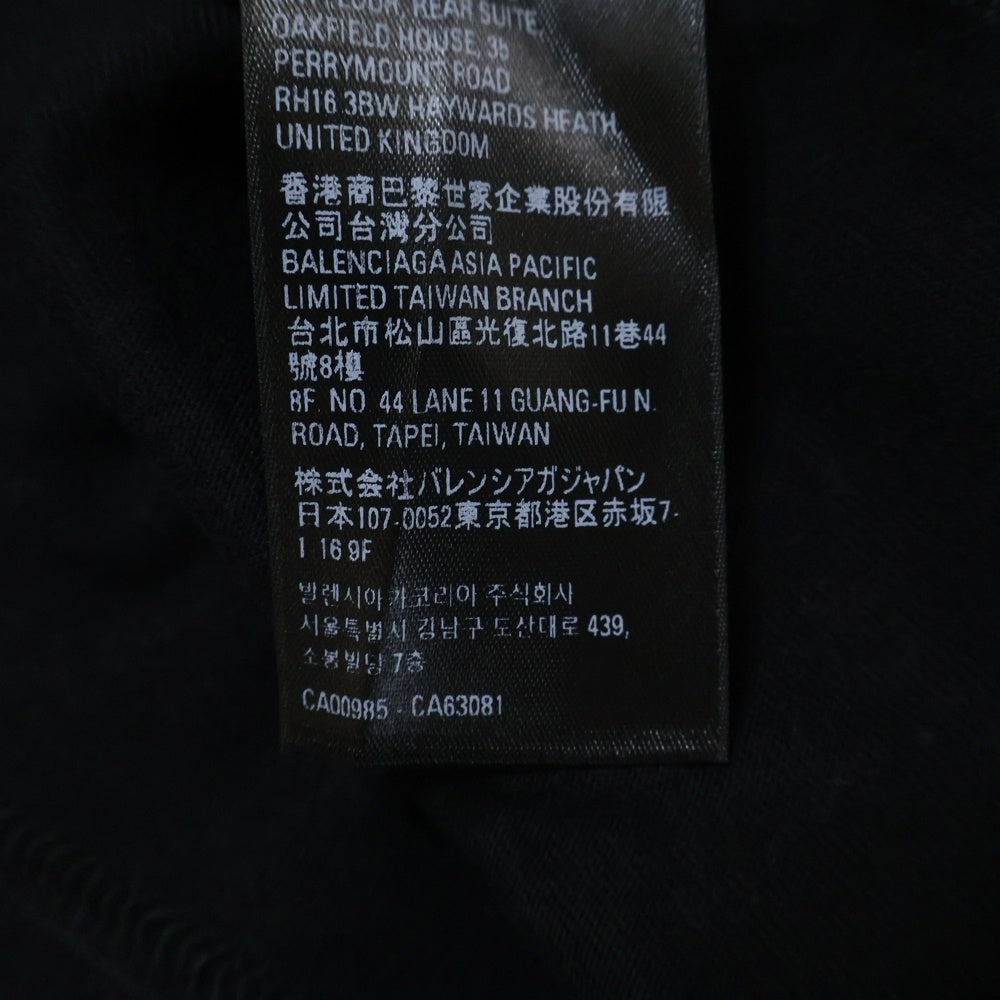 REAR SUITE,
OAKFIELD HOUSE, 35
PERRYMOUNT ROAD
RH16 3BW HAYWARDS HEATH,
UNITED KINGDOM
香港商巴黎世家企業股份有限
公司台灣分公司
BALENCIAGA ASIA PACIFIC
LIMITED TAIWAN BRANCH
台北市松山區光復北路11巷44
號8樓
8F. NO. 44 LANE 11 GUANG-FU N.
ROAD, TAPEI, TAIWAN
株式会社バレンシアガジャパン
日本107-0052東京都港区赤坂7-
1 16 9F
발렌시아가코리아 주식회사
서울특별시 강남구 도산대로 439,
소봉빌딩 7층
CA00985 - CA63081